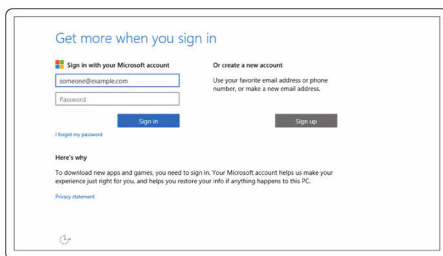 Get more when you sign in
Sign in with your Microsoft account
someone@example.com
Password
Sign in
I forgot my password
Or create a new account
Use your favorite email address or phone
number, or make a new email address.
Sign up
Here's why
To download new apps and games, you need to sign in. Your Microsoft account helps us make your
experience just right for you, and helps you restore your info if anything happens to this PC.
Privacy statement